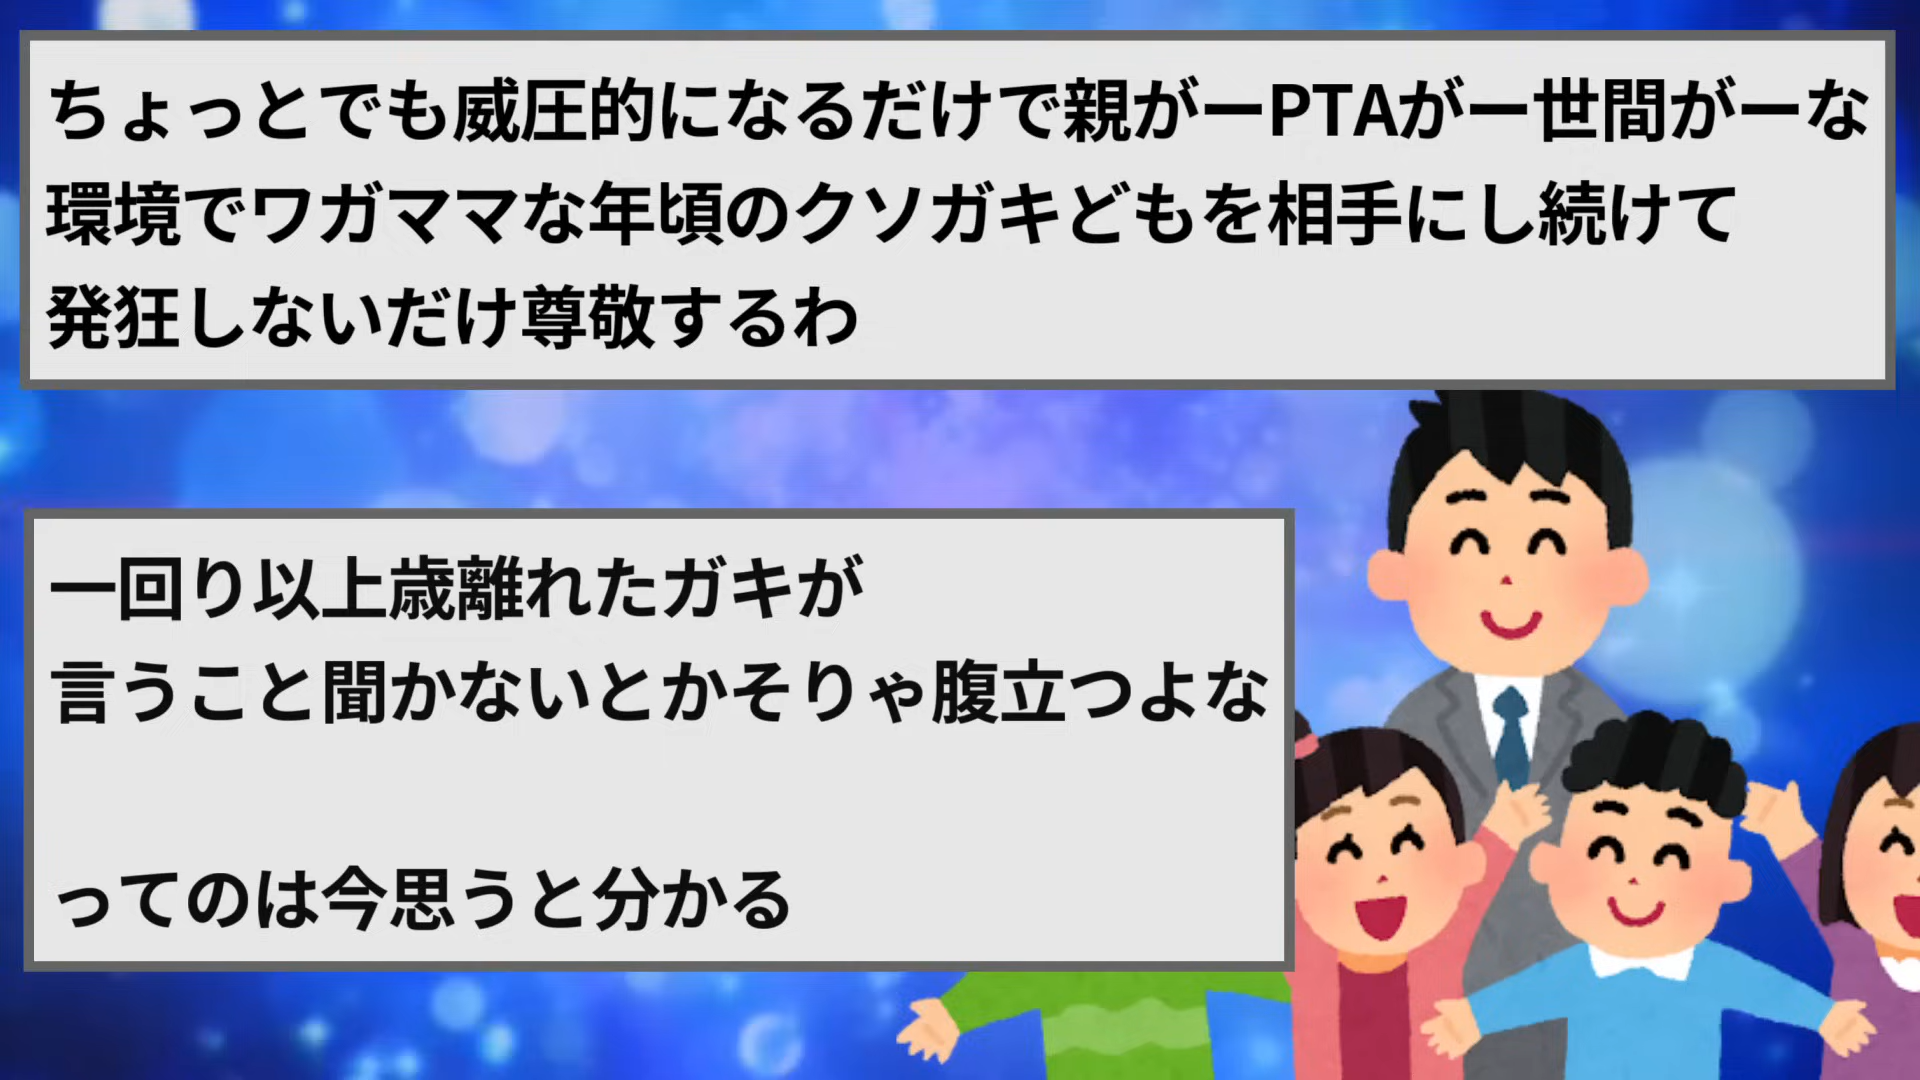 ちょっとでも威圧的になるだけで親がーPTAがー世間がーな
環境でワガママな年頃のクソガキどもを相手にし続けて
発狂しないだけ尊敬するわ
一回り以上歳離れたガキが
言うこと聞かないとかそりゃ腹立つよな
ってのは今思うと分かる